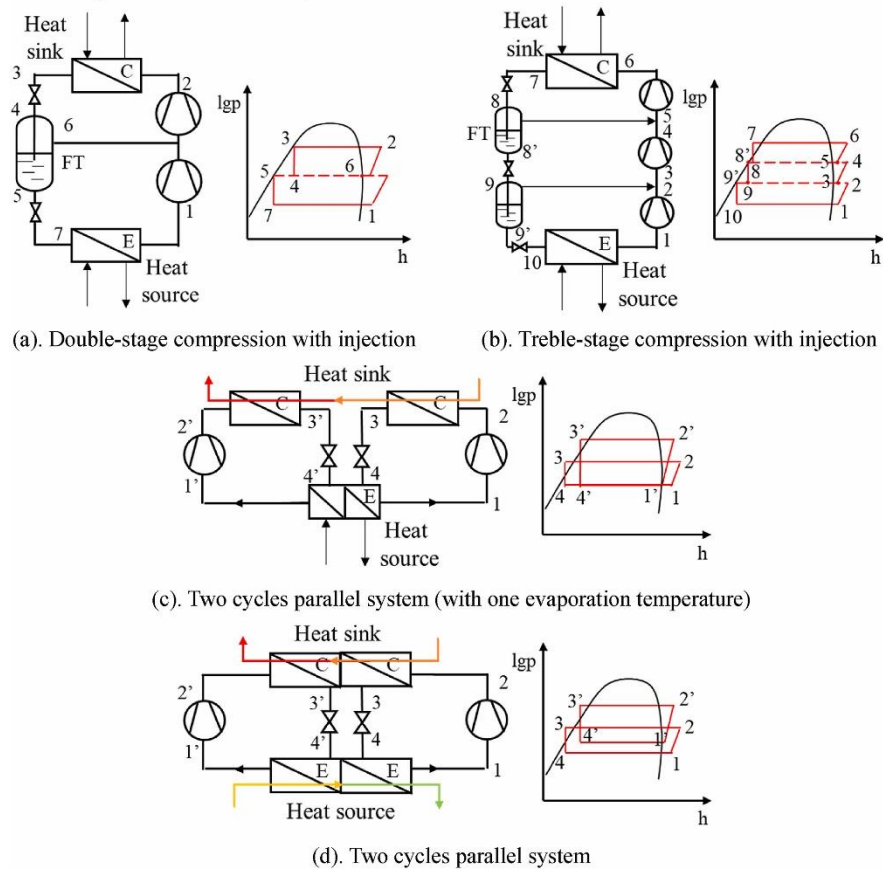 Heat
sink
C
3
2
4
6
FT
5
1
7
E
Heat
source
lgp
3
2
5
6
4
7
1
h
(a). Double-stage compression with injection
Heat
sink
C
6
7
8
5
4
FT
8’
3
9
2
9’
1
10
E
Heat
source
lgp
7
6
8’
5
4
9’
8
3
2
9
10
1
h
(b). Treble-stage compression with injection
Heat sink
C
C
2’
3’
3
2
1’
4’
4
E
1
Heat
source
lgp
3’
2’
3
2
4
4’
1’
1
h
(c). Two cycles parallel system (with one evaporation temperature)
Heat sink
C
C
2’
2
3’
3
4’
4
1’
1
E
E
Heat source
lgp
3’
2’
3
2
4’
1’
4
1
h
(d). Two cycles parallel system